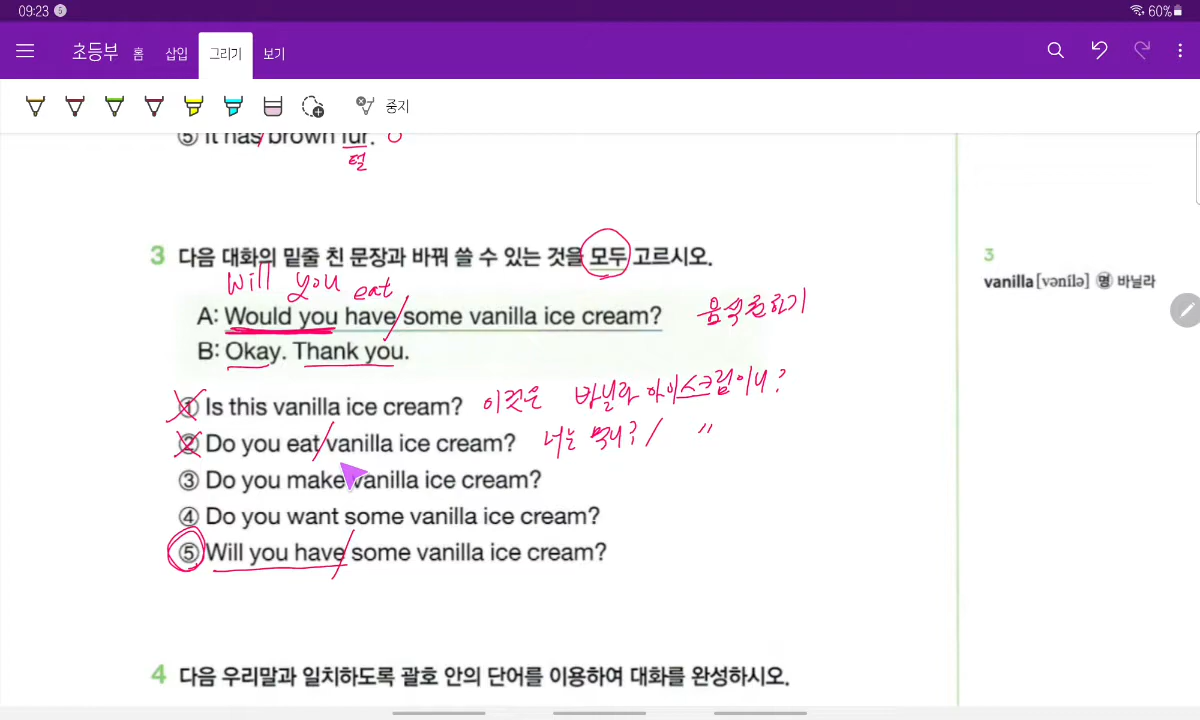 09:23 5 60%
초등부 홈 삽입 그리기 보기
중지
⑤ It has/brown fur. O
털
3 다음 대화의 밑줄 친 문장과 바꿔 쓸 수 있는 것을 모두 고르시오.
will you eat
A: Would you have/some vanilla ice cream? 음식권하기
B: Okay. Thank you.
① Is this vanilla ice cream? 이것은 바닐라 아이스크림이니?
② Do you eat/vanilla ice cream? 너는 먹니? / 〃
③ Do you make vanilla ice cream?
④ Do you want some vanilla ice cream?
⑤ Will you have/some vanilla ice cream?
4 다음 우리말과 일치하도록 괄호 안의 단어를 이용하여 대화를 완성하시오.
3
vanilla [vənílə] 명 바닐라